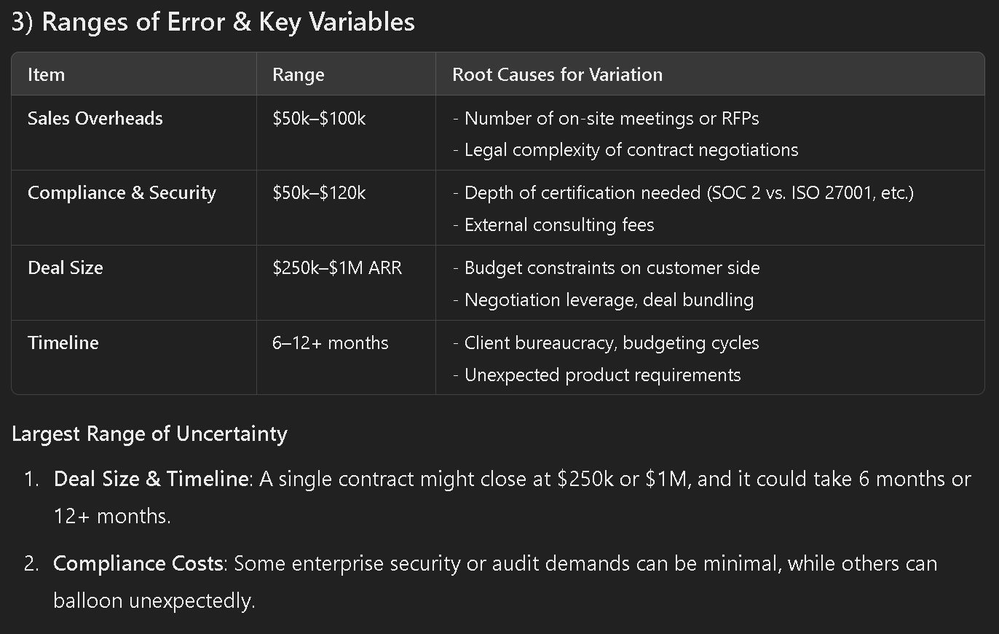 3) Ranges of Error & Key Variables
Item Range Root Causes for Variation
Sales Overheads $50k–$100k - Number of on-site meetings or RFPs
- Legal complexity of contract negotiations
Compliance & Security $50k–$120k - Depth of certification needed (SOC 2 vs. ISO 27001, etc.)
- External consulting fees
Deal Size $250k–$1M ARR - Budget constraints on customer side
- Negotiation leverage, deal bundling
Timeline 6–12+ months - Client bureaucracy, budgeting cycles
- Unexpected product requirements
Largest Range of Uncertainty
1. Deal Size & Timeline: A single contract might close at $250k or $1M, and it could take 6 months or
12+ months.
2. Compliance Costs: Some enterprise security or audit demands can be minimal, while others can
balloon unexpectedly.